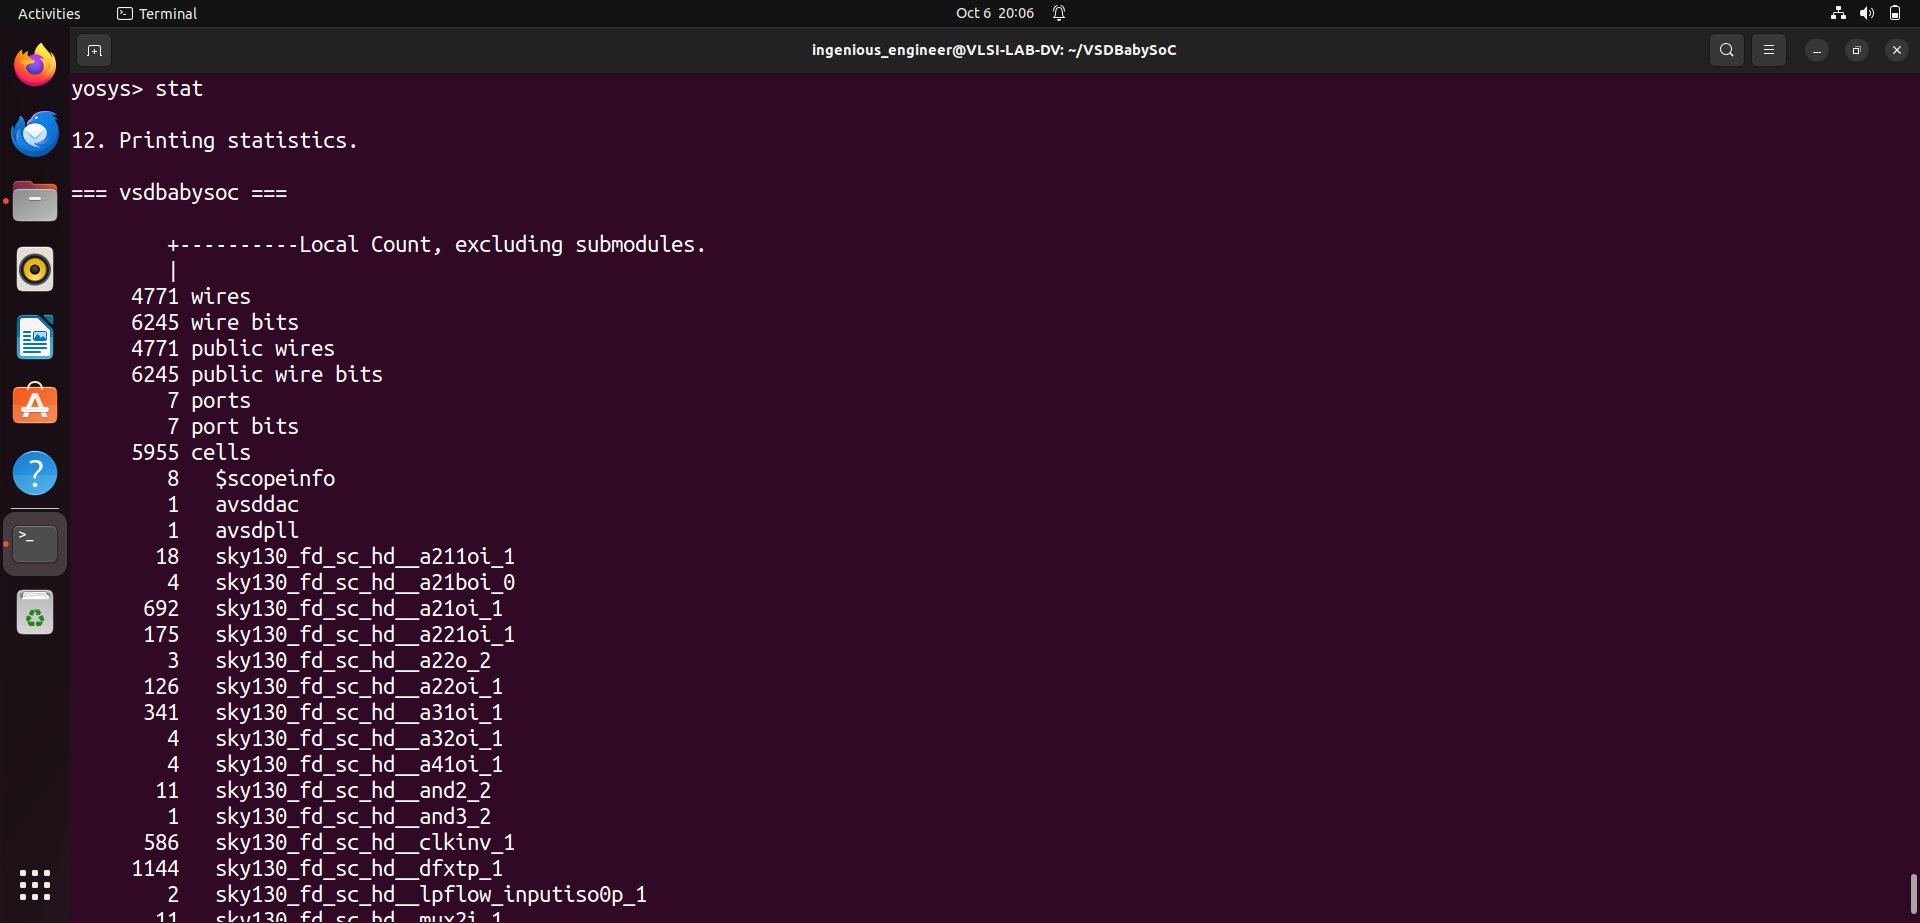 Activities
Terminal
Oct 6 20:06
ingenious_engineer@VLSI-LAB-DV: ~/VSDBabySoC
yosys> stat
12. Printing statistics.
=== vsdbabysoc ===
+----------Local Count, excluding submodules.
|
4771 wires
6245 wire bits
4771 public wires
6245 public wire bits
7 ports
7 port bits
5955 cells
8 $scopeinfo
1 avsddac
1 avsdpll
18 sky130_fd_sc_hd__a211oi_1
4 sky130_fd_sc_hd__a21boi_0
692 sky130_fd_sc_hd__a21oi_1
175 sky130_fd_sc_hd__a221oi_1
3 sky130_fd_sc_hd__a22o_2
126 sky130_fd_sc_hd__a22oi_1
341 sky130_fd_sc_hd__a31oi_1
4 sky130_fd_sc_hd__a32oi_1
4 sky130_fd_sc_hd__a41oi_1
11 sky130_fd_sc_hd__and2_2
1 sky130_fd_sc_hd__and3_2
586 sky130_fd_sc_hd__clkinv_1
1144 sky130_fd_sc_hd__dfxtp_1
2 sky130_fd_sc_hd__lpflow_inputiso0p_1
11 sky130_fd_sc_hd__mux2i_1